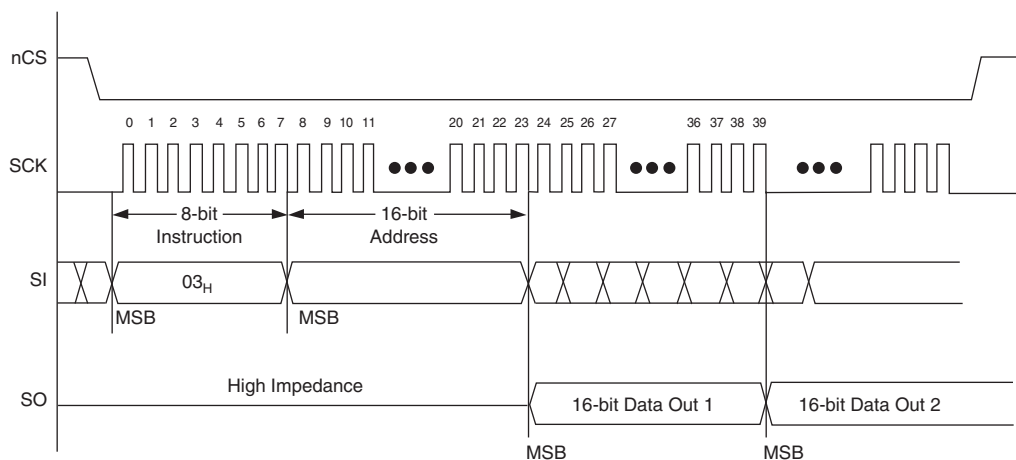 nCS
0 1 2 3 4 5 6 7 8 9 10 11 20 21 22 23 24 25 26 27 36 37 38 39
SCK
8-bit
Instruction
16-bit
Address
SI
03H
MSB
MSB
High Impedance
SO
16-bit Data Out 1
16-bit Data Out 2
MSB
MSB